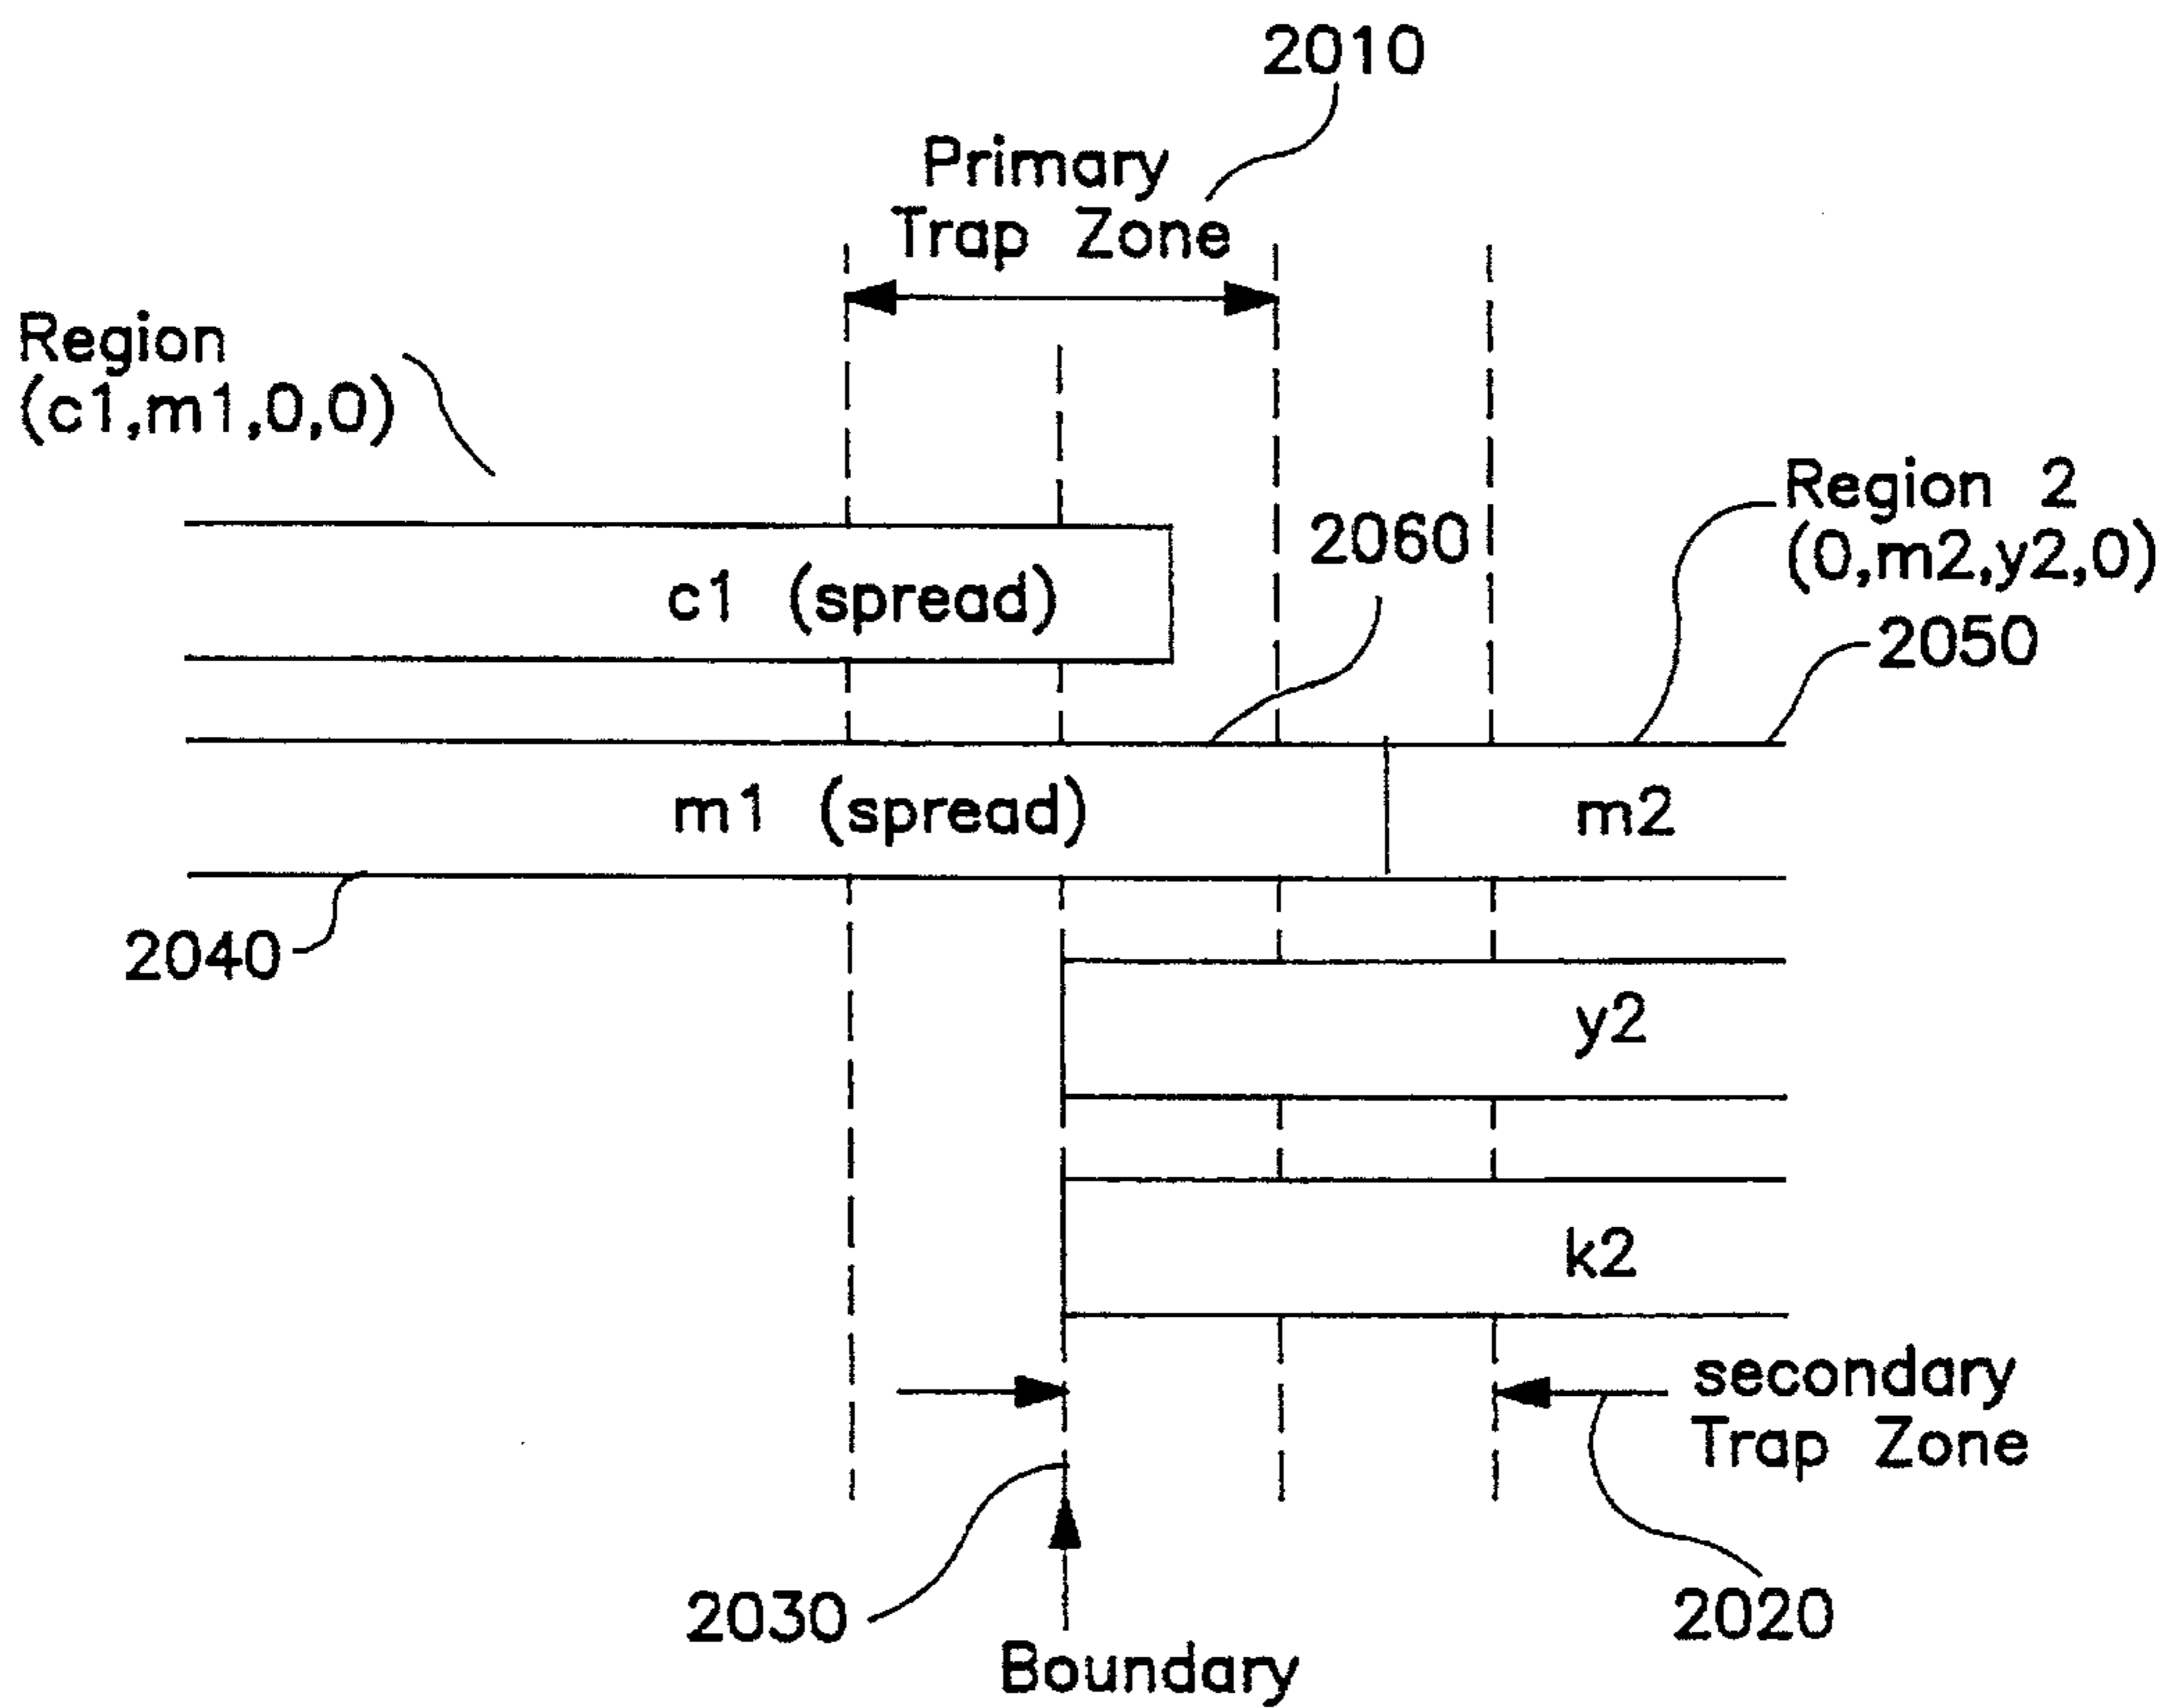 2010
Primary
Trap Zone
Region
(c1,m1,0,0)
Region 2
(0,m2,y2,0)
2060
c1 (spread)
2050
m1 (spread)
m2
2040
y2
k2
secondary
Trap Zone
2030
2020
Boundary